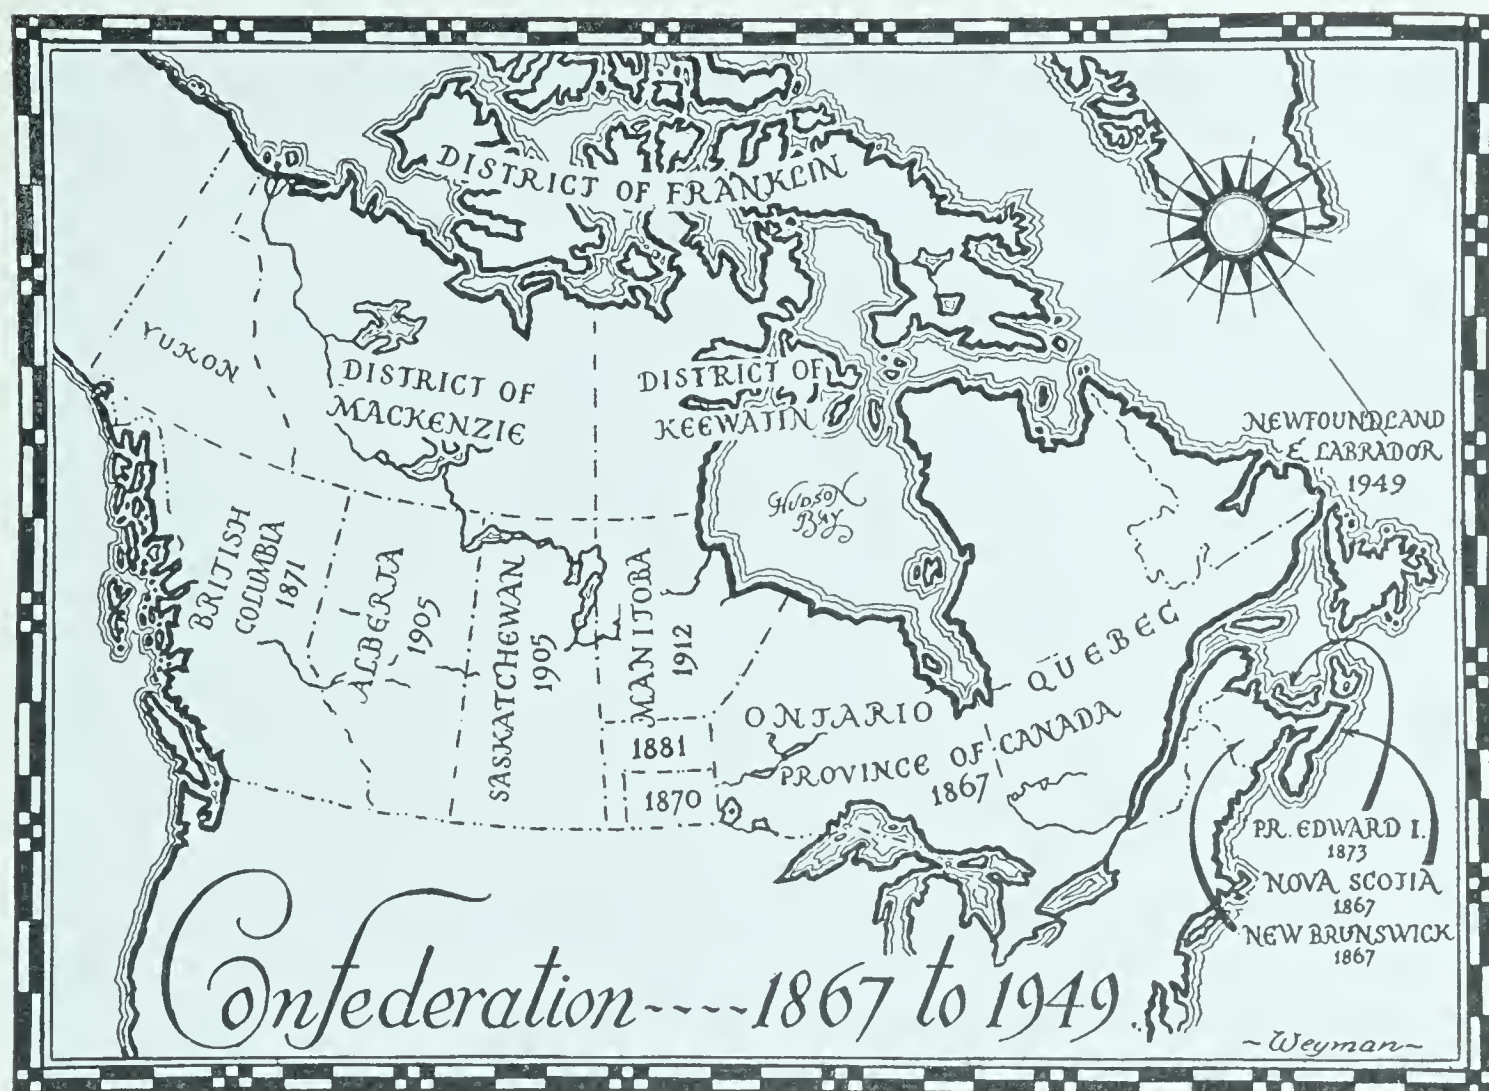 DISTRICT OF FRANKLIN
YUKON
DISTRICT OF
MACKENZIE
DISTRICT OF
KEEWATIN
NEWFOUNDLAND
& LABRADOR
1949
HUDSON
BAY
BRITISH
COLUMBIA
1871
ALBERTA
1905
SASKATCHEWAN
1905
MANITOBA
1912
1881
1870
ONTARIO
QUEBEC
PROVINCE OF CANADA
1867
PR. EDWARD I.
1873
NOVA SCOTIA
1867
NEW BRUNSWICK
1867
Confederation----1867 to 1949.
~Weyman~